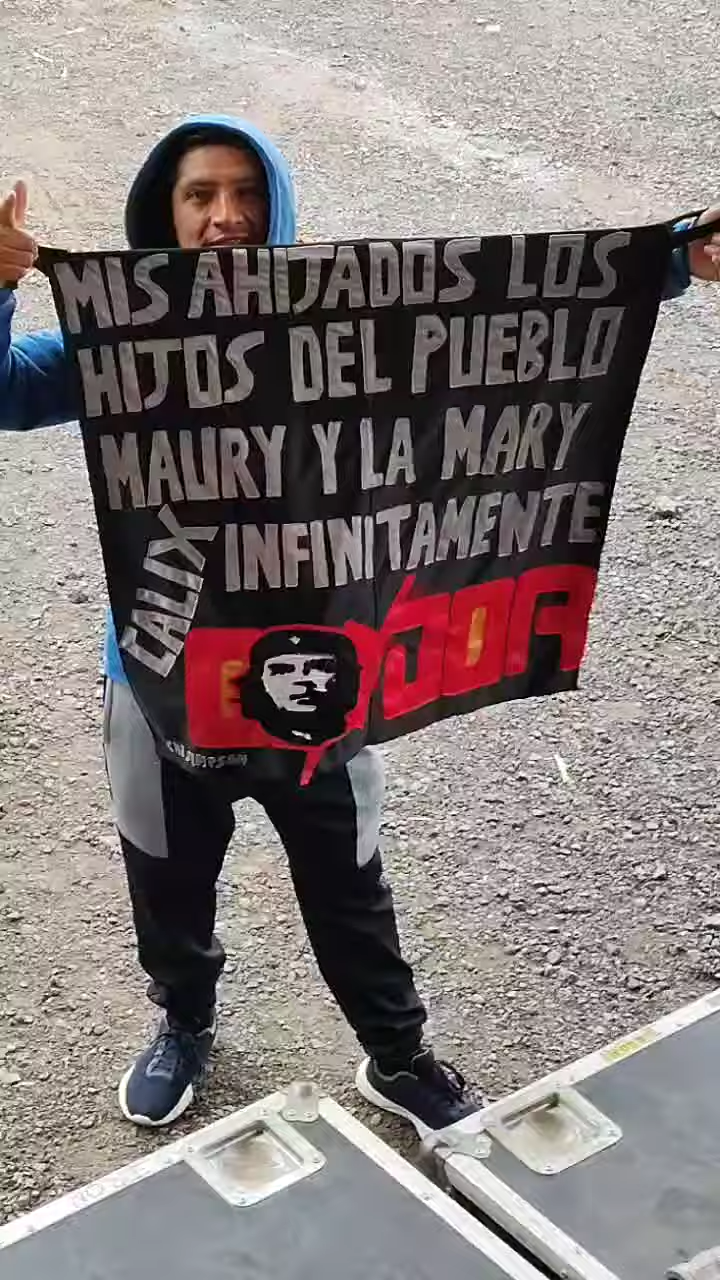 MIS AHIJADOS LOS
HIJOS DEL PUEBLO
MAURY Y LA MARY
CALIX INFINITAMENTE